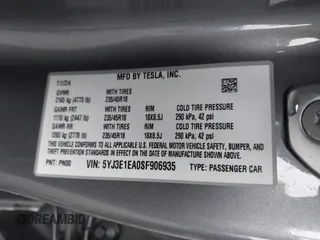 MFD BY TESLA, INC.
11/24
GVWR WITH TIRES
2165 kg (4773 lb) 235/45R18
GAWR FRT WITH TIRES RIM COLD TIRE PRESSURE
1110 kg (2447 lb) 235/45R18 18X8.5J 290 kPa, 42 psi
GAWR RR WITH TIRES RIM COLD TIRE PRESSURE
1260 kg (2778 lb) 235/45R18 18X8.5J 290 kPa, 42 psi
THIS VEHICLE CONFORMS TO ALL APPLICABLE U.S. FEDERAL MOTOR VEHICLE SAFETY, BUMPER,
AND THEFT PREVENTION STANDARDS IN EFFECT ON THE DATE OF MANUFACTURE SHOWN ABOVE.
PNT: PN00 VIN: 5YJ3E1EA0SF906935 TYPE: PASSENGER CAR
DREAMBID